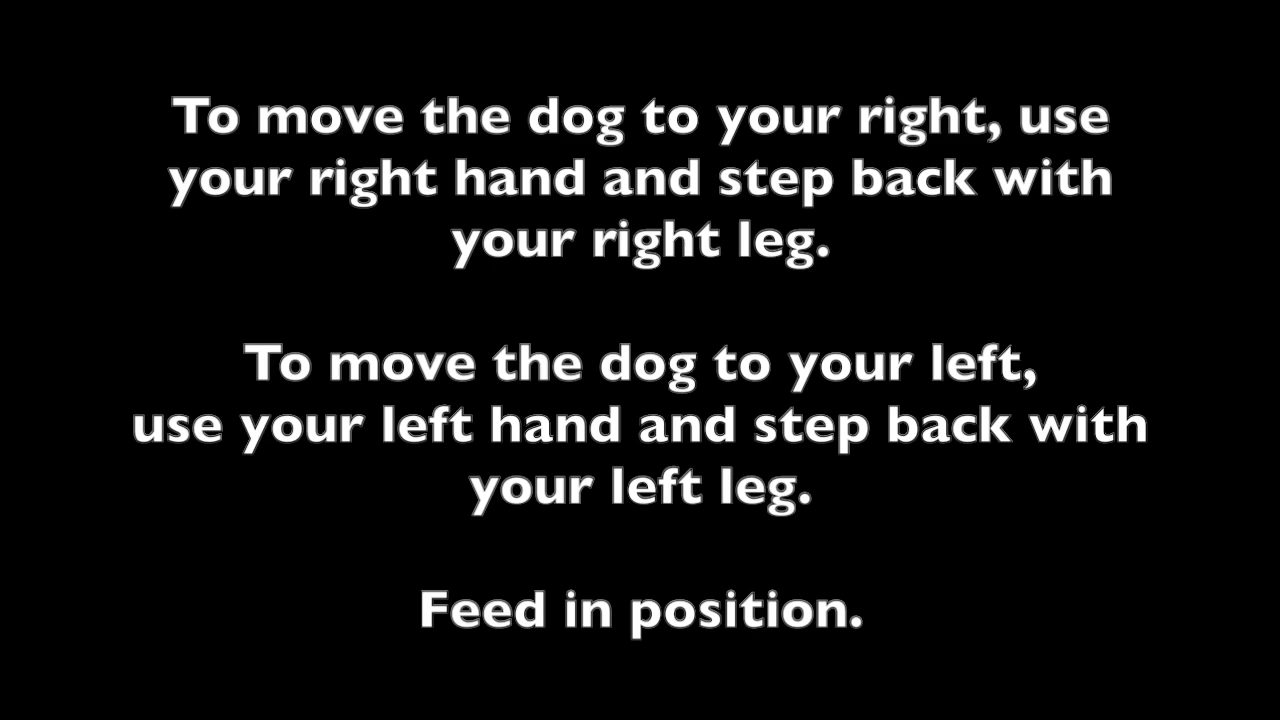 To move the dog to your right, use
your right hand and step back with
your right leg.
To move the dog to your left,
use your left hand and step back with
your left leg.
Feed in position.